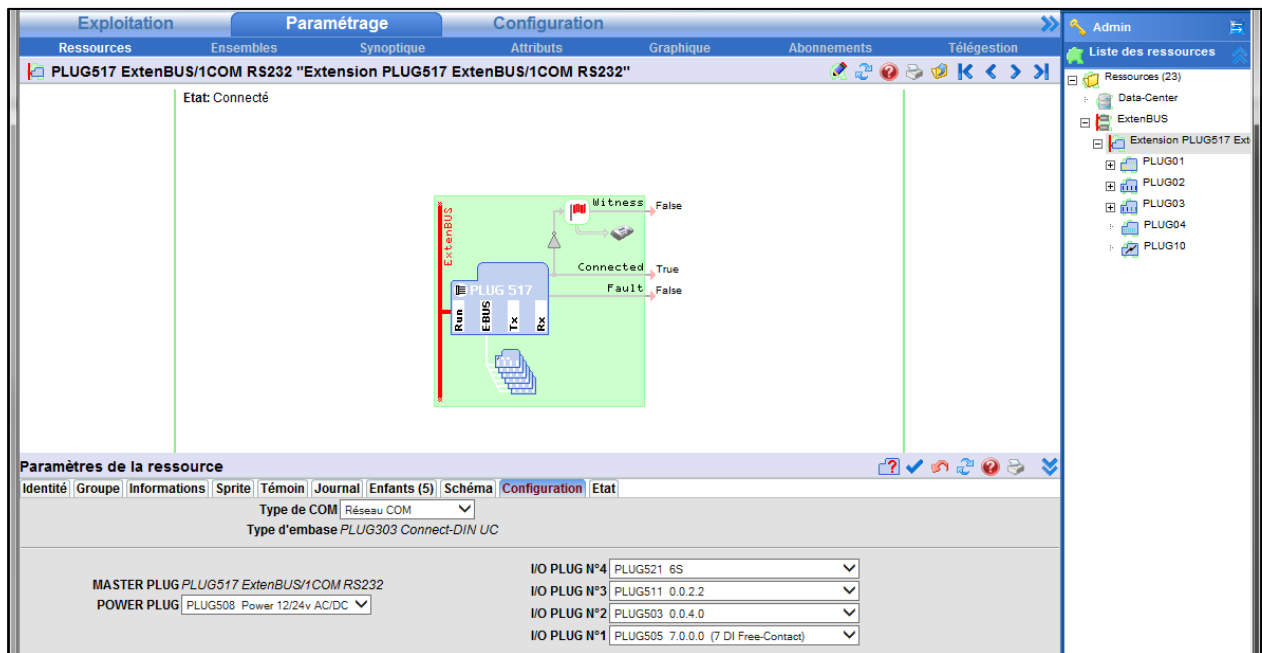 Exploitation Paramétrage Configuration
Ressources Ensembles Synoptique Attributs Graphique Abonnements Télégestion
PLUG517 ExtenBUS/1COM RS232 "Extension PLUG517 ExtenBUS/1COM RS232"
Etat: Connecté
ExtenBUS
Witness False
Connected True
Fault False
PLUG 517
Run E-BUS Tx Rx
Paramètres de la ressource
Identité Groupe Informations Sprite Témoin Journal Enfants (5) Schéma Configuration Etat
Type de COM Réseau COM
Type d'embase PLUG303 Connect-DIN UC
MASTER PLUG PLUG517 ExtenBUS/1COM RS232
POWER PLUG PLUG508 Power 12/24v AC/DC
I/O PLUG N°4 PLUG521 6S
I/O PLUG N°3 PLUG511 0.0.2.2
I/O PLUG N°2 PLUG503 0.0.4.0
I/O PLUG N°1 PLUG505 7.0.0.0 (7 DI Free-Contact)
Admin
Liste des ressources
Ressources (23)
Data-Center
ExtenBUS
Extension PLUG517 Ext
PLUG01
PLUG02
PLUG03
PLUG04
PLUG10